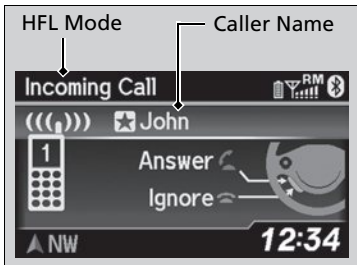 HFL Mode
Caller Name
Incoming Call
RM
John
1
Answer
Ignore
NW
12:34